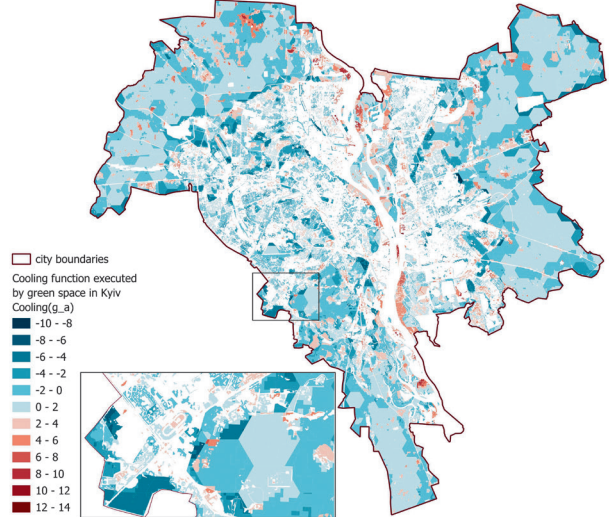 city boundaries
Cooling function executed
by green space in Kyiv
Cooling(g_a)
-10 - -8
-8 - -6
-6 - -4
-4 - -2
-2 - 0
0 - 2
2 - 4
4 - 6
6 - 8
8 - 10
10 - 12
12 - 14